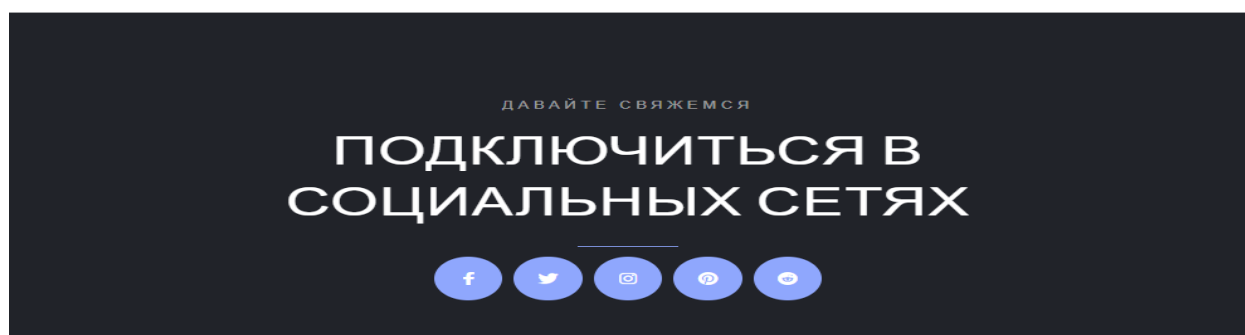 ДАВАЙТЕ СВЯЖЕМСЯ
ПОДКЛЮЧИТЬСЯ В
СОЦИАЛЬНЫХ СЕТЯХ